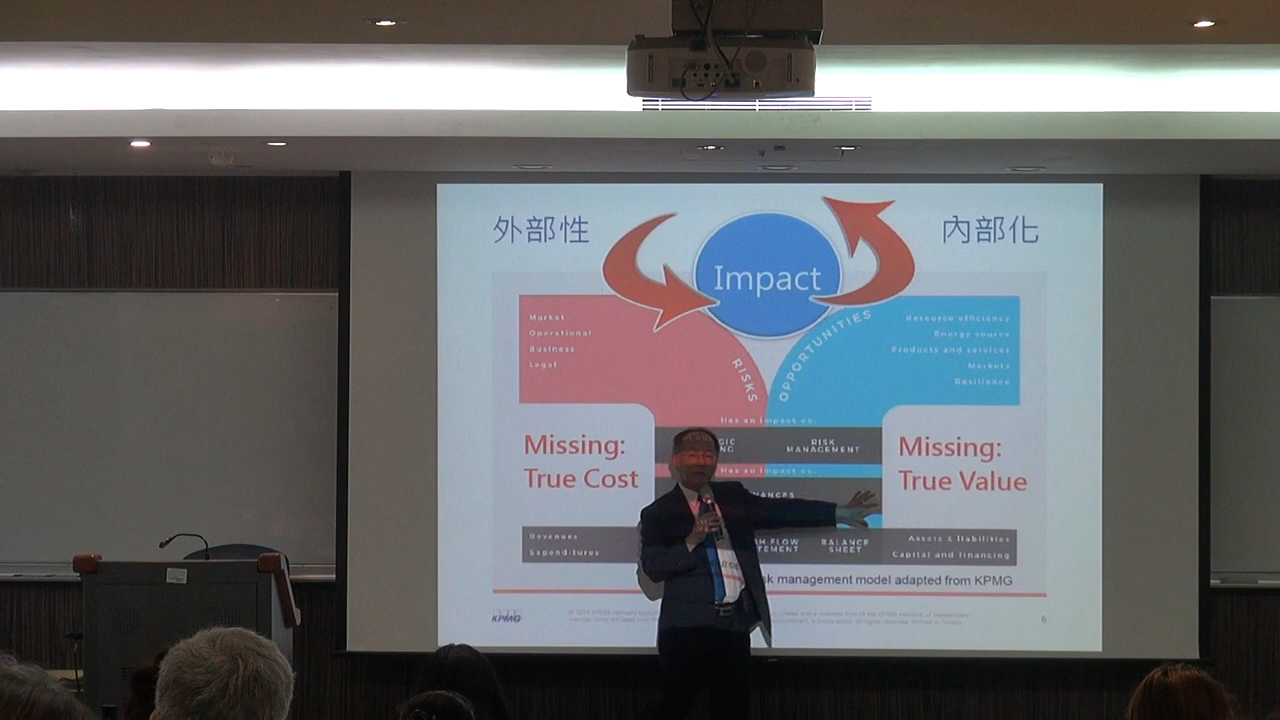 外部性
內部化
Impact
Market
Operational
Business
Legal
RISKS
OPPORTUNITIES
Resource efficiency
Energy source
Products and services
Markets
Resilience
Has an impact on:
RISK
MANAGEMENT
Has an impact on:
Missing:
True Cost
Missing:
True Value
Revenues
Expenditures
BALANCE
SHEET
Assets & liabilities
Capital and financing
management model adapted from KPMG
KPMG
6